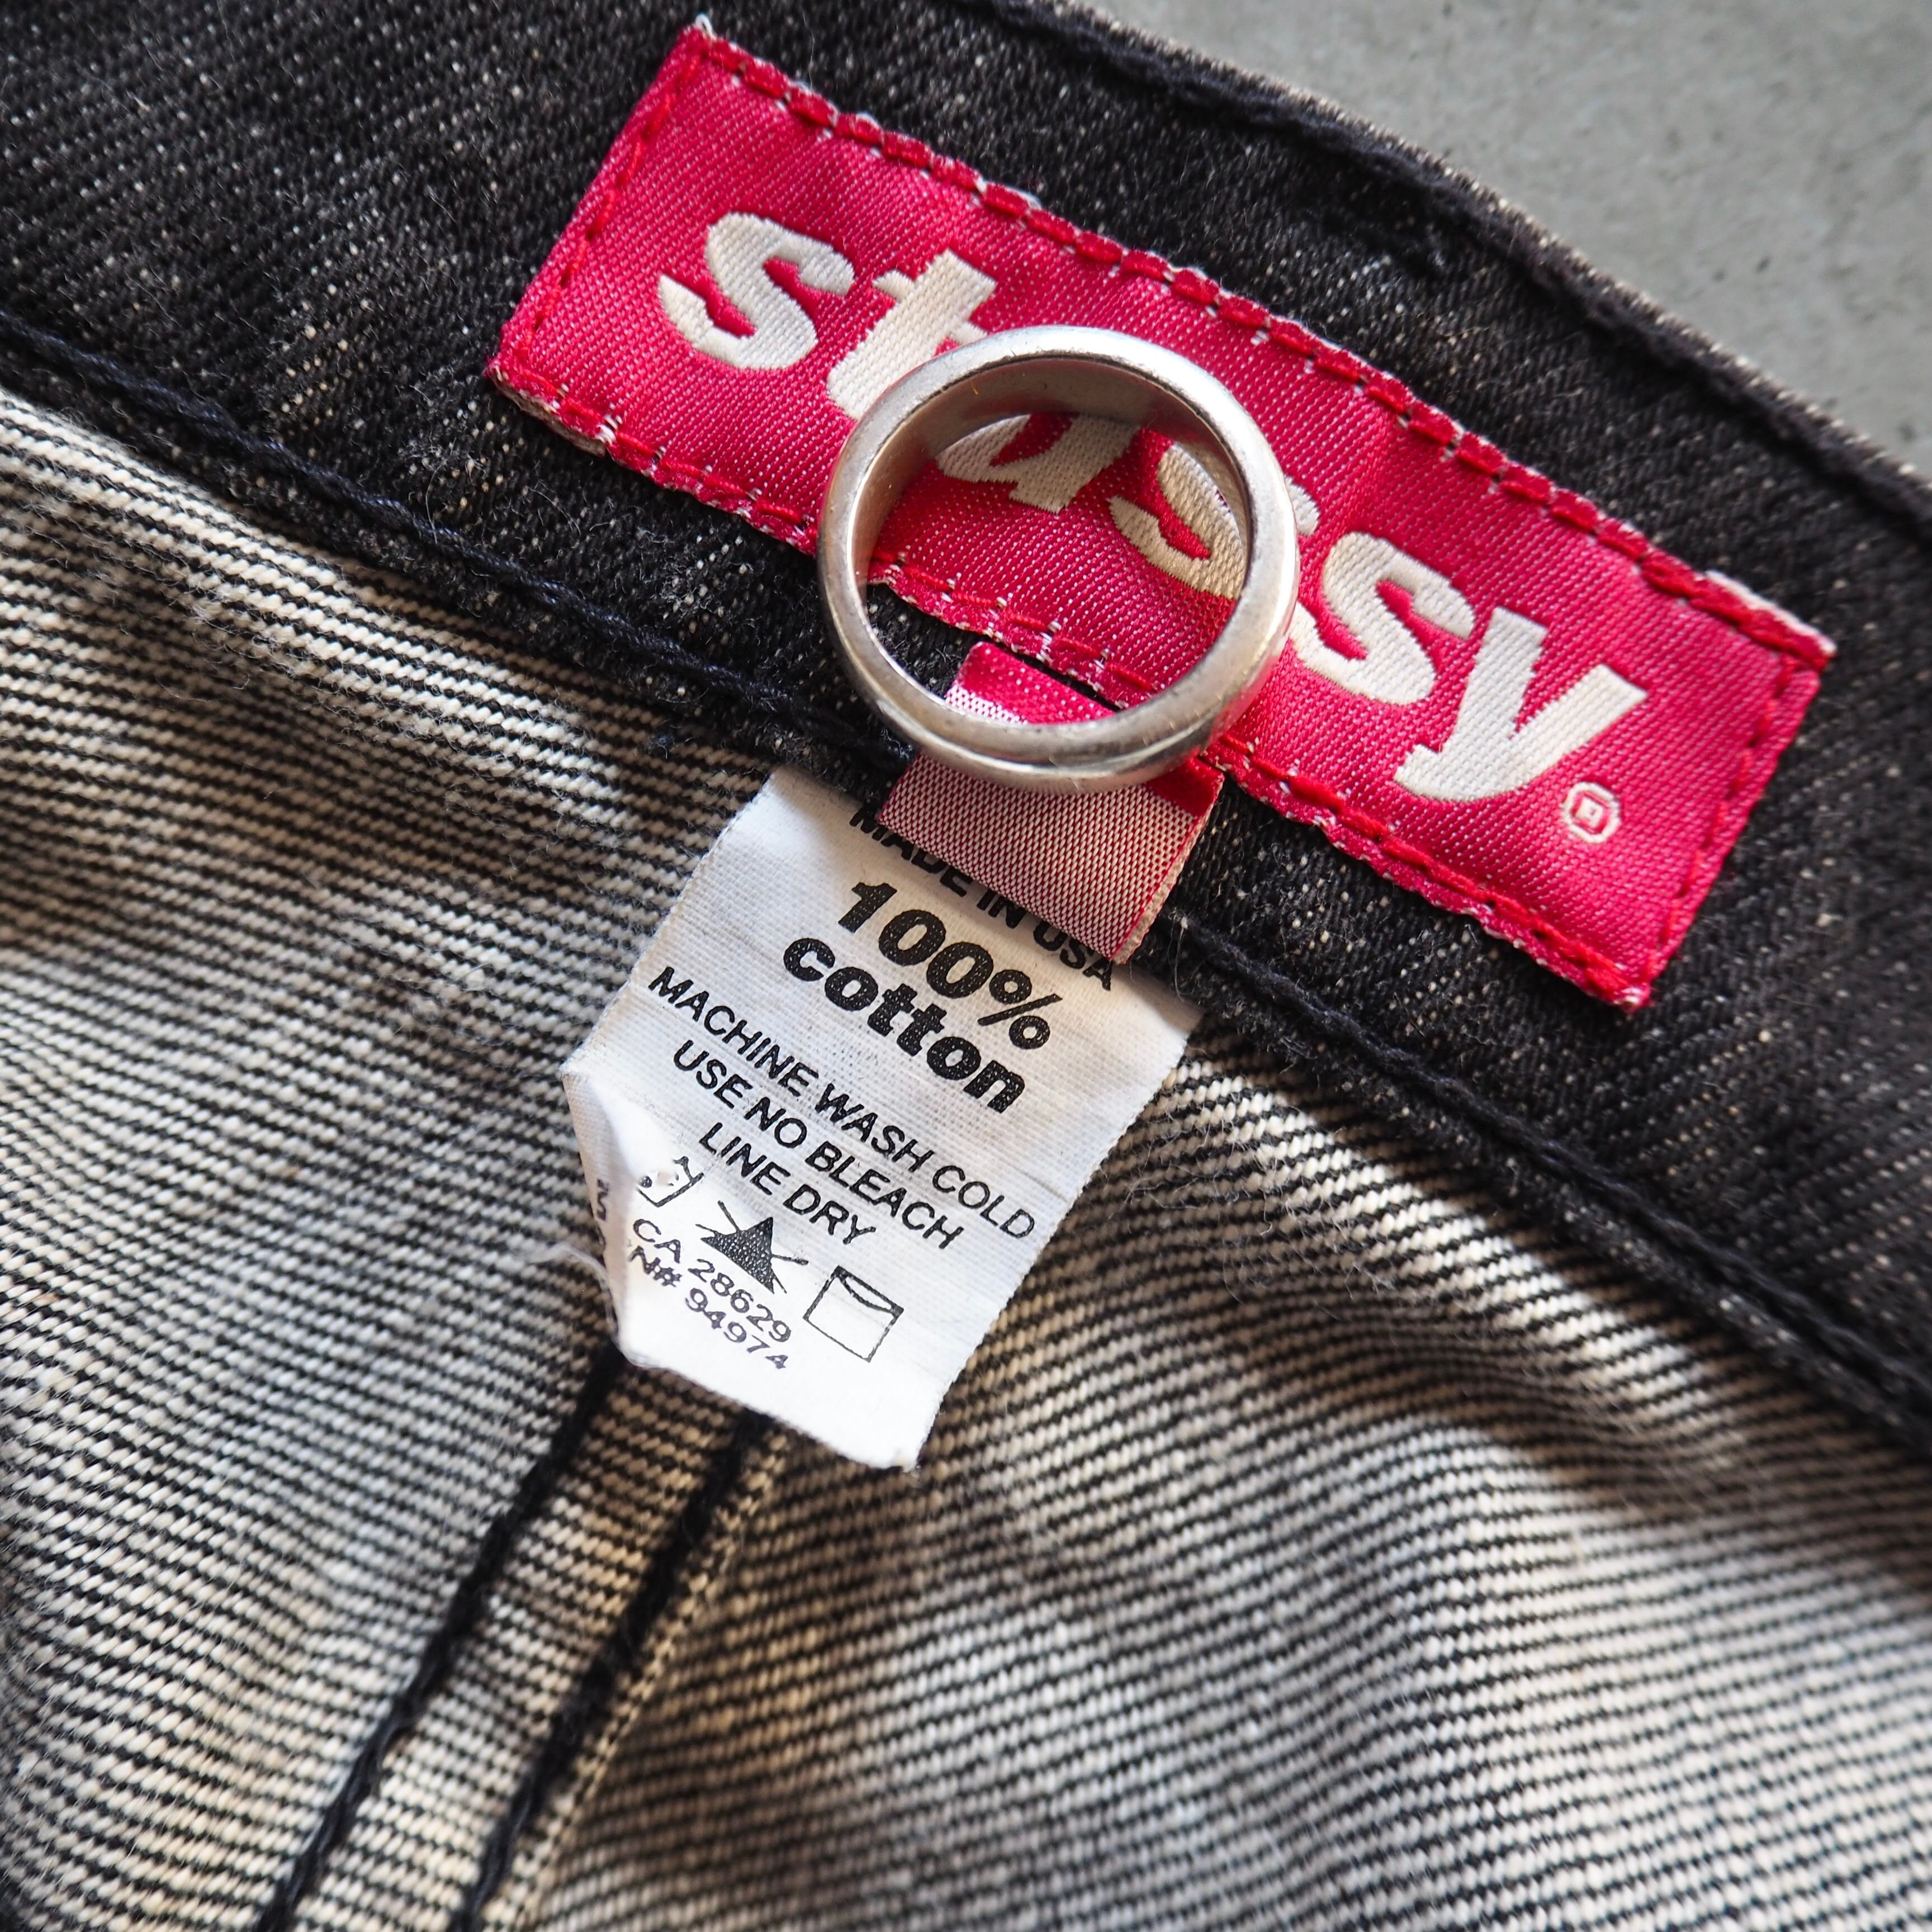 stussy
®
MADE IN USA
100%
cotton
MACHINE WASH COLD
USE NO BLEACH
LINE DRY
CA 28629
N# 94974